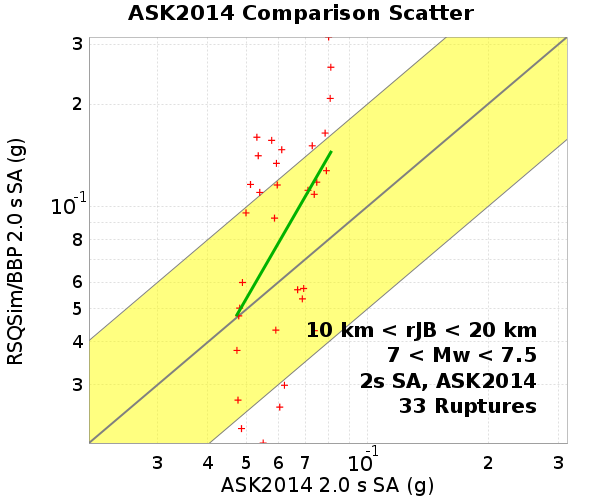 ASK2014 Comparison Scatter
RSQSim/BBP 2.0 s SA (g)
3
2
10-1
8
6
5
4
3
10 km < rJB < 20 km
7 < Mw < 7.5
2s SA, ASK2014
33 Ruptures
3 4 5 6 7 10-1 2 3
ASK2014 2.0 s SA (g)